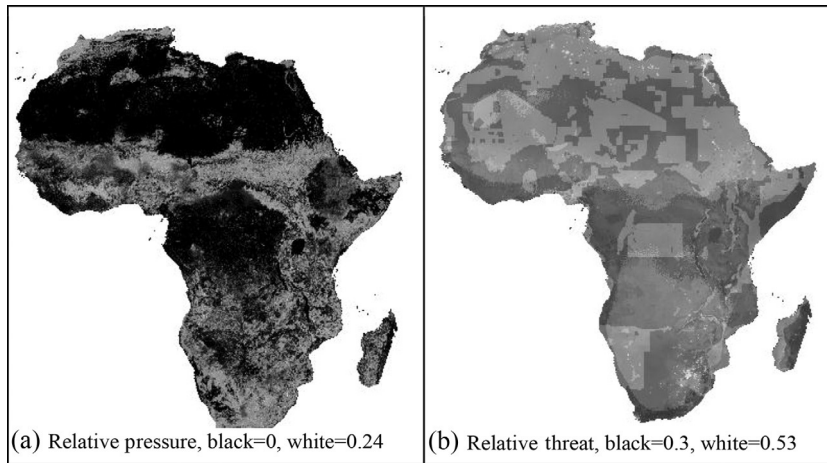 (a) Relative pressure, black=0, white=0.24
(b) Relative threat, black=0.3, white=0.53